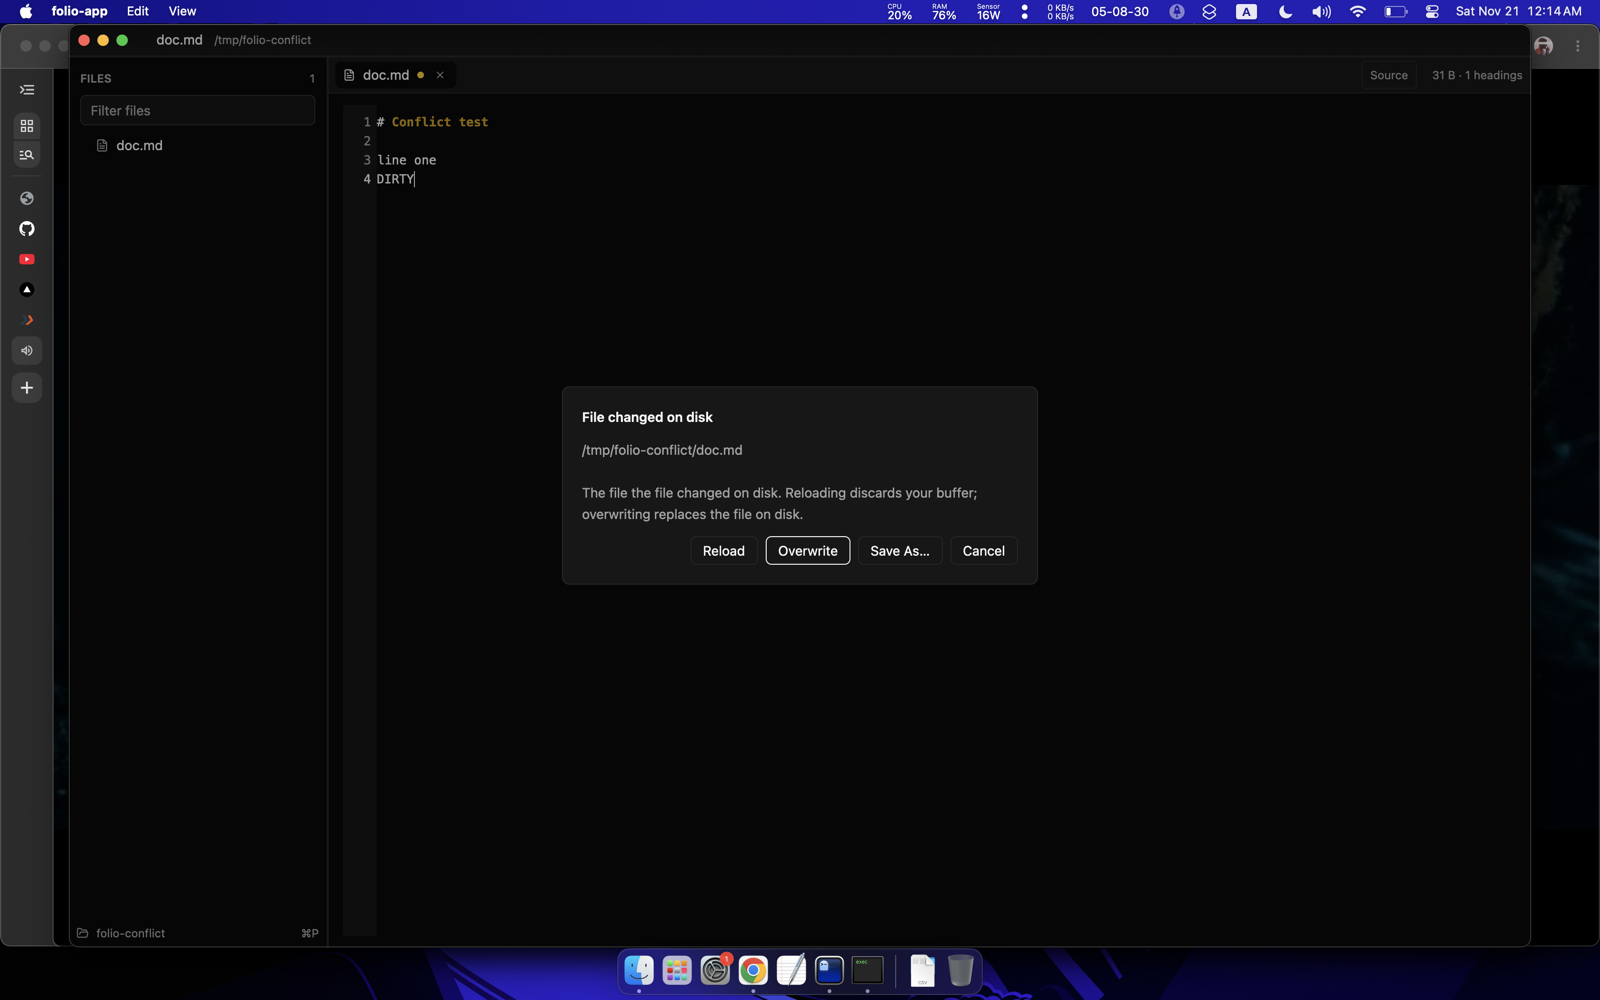 folio-app Edit View
CPU 20% RAM 76% Sensor 16W 0 KB/s 0 KB/s 05-08-30 A Sat Nov 21 12:14 AM
doc.md /tmp/folio-conflict
FILES 1
Filter files
doc.md
folio-conflict ⌘P
doc.md
Source 31 B · 1 headings
1 # Conflict test
2
3 line one
4 DIRTY
File changed on disk
/tmp/folio-conflict/doc.md
The file the file changed on disk. Reloading discards your buffer;
overwriting replaces the file on disk.
Reload Overwrite Save As... Cancel
1
exec
CSV